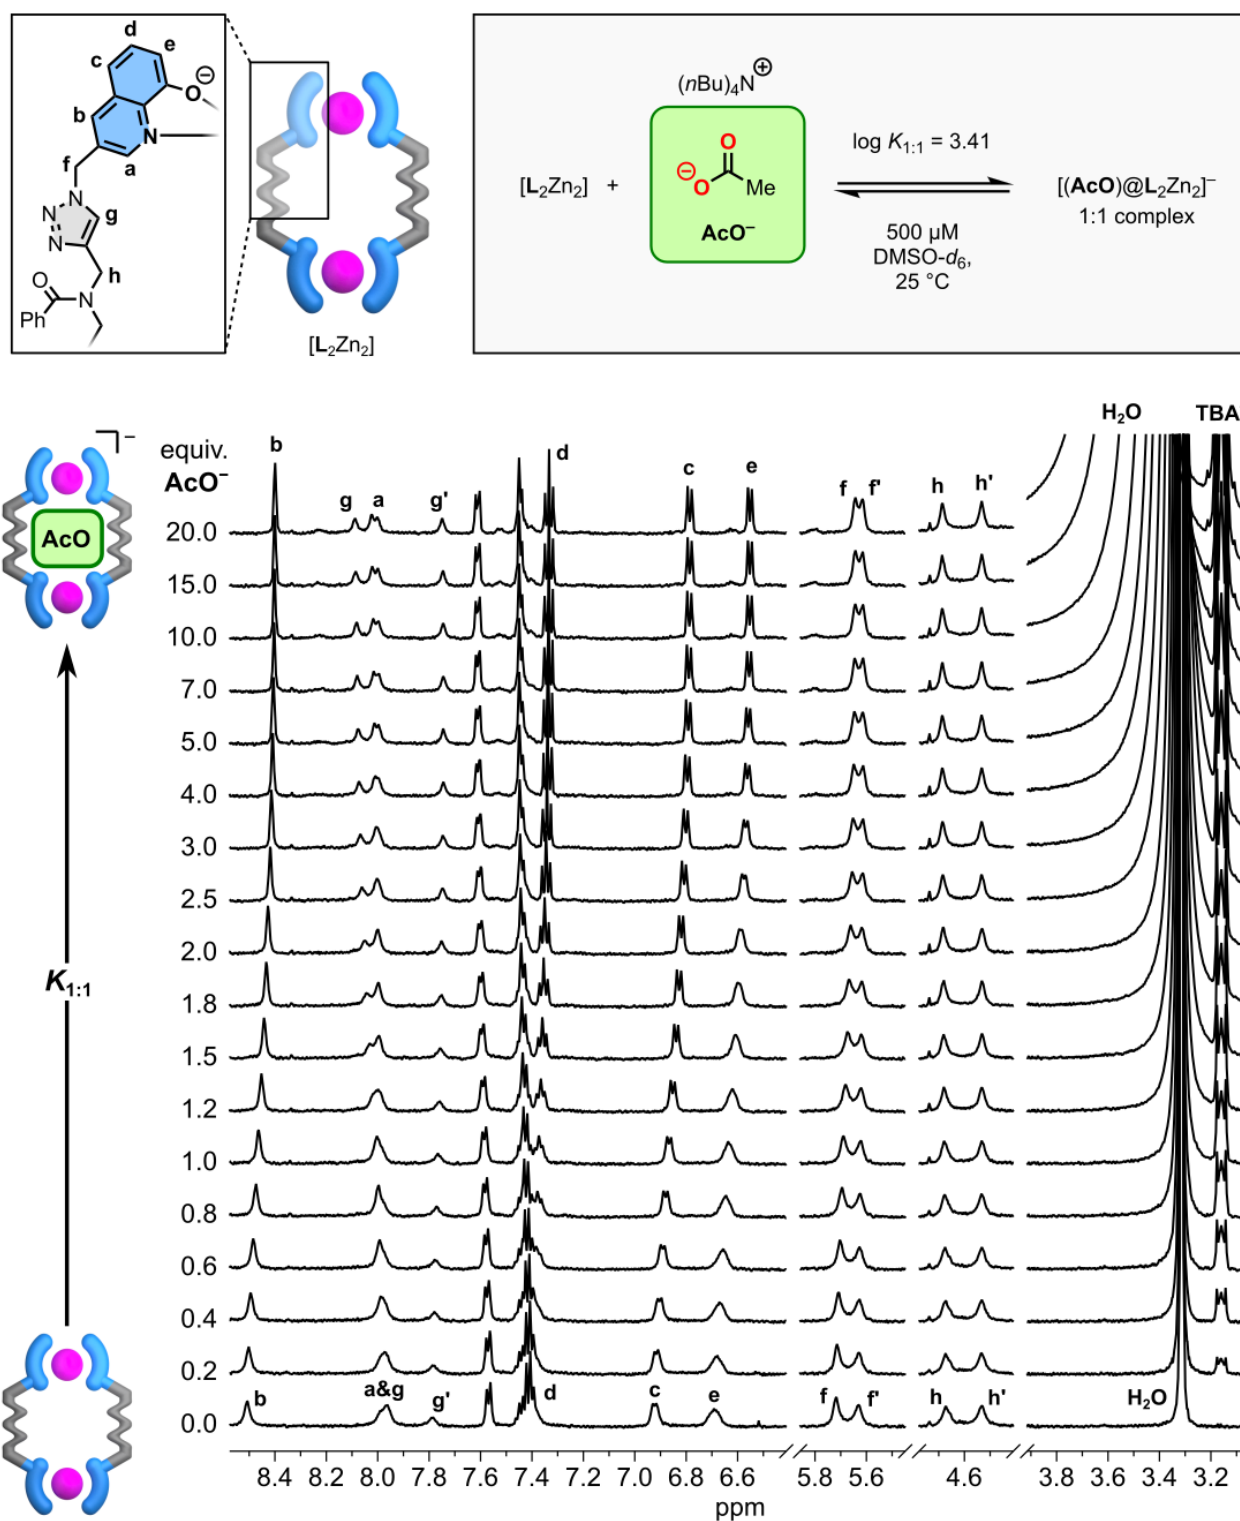 d
c
e
b
O⊖
N
f
a
N
N
N
g
h
O
N
Ph
[L₂Zn₂]
(nBu)₄N⊕
O
⊖O
Me
AcO⁻
[L₂Zn₂] +
log K₁:₁ = 3.41
500 µM
DMSO-d₆,
25 °C
[(AcO)@L₂Zn₂]⁻
1:1 complex
H₂O TBA
equiv.
AcO⁻
b
g a g'
d
c e
f f'
h h'
–
AcO
20.0
15.0
10.0
7.0
5.0
4.0
3.0
2.5
2.0
K₁:₁
1.8
1.5
1.2
1.0
0.8
0.6
0.4
0.2
0.0
b a&g g' d c e f f' h h' H₂O
8.4 8.2 8.0 7.8 7.6 7.4 7.2 7.0 6.8 6.6 5.8 5.6 4.6 3.8 3.6 3.4 3.2
ppm